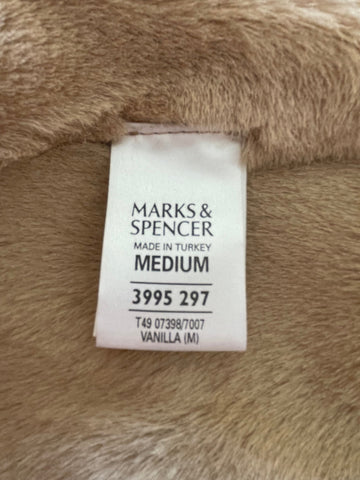 MARKS &
SPENCER
MADE IN TURKEY
MEDIUM
3995 297
T49 07398/7007
VANILLA (M)